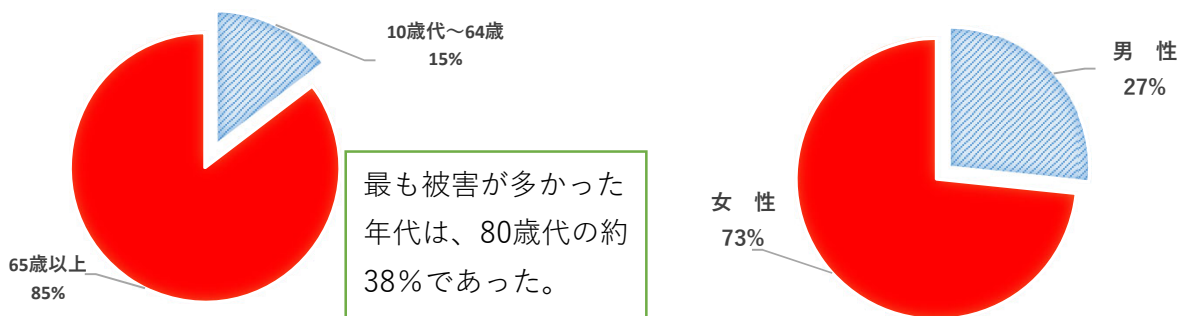 10歳代～64歳
15%
65歳以上
85%
最も被害が多かった
年代は、80歳代の約
38％であった。
男　性
27%
女　性
73%